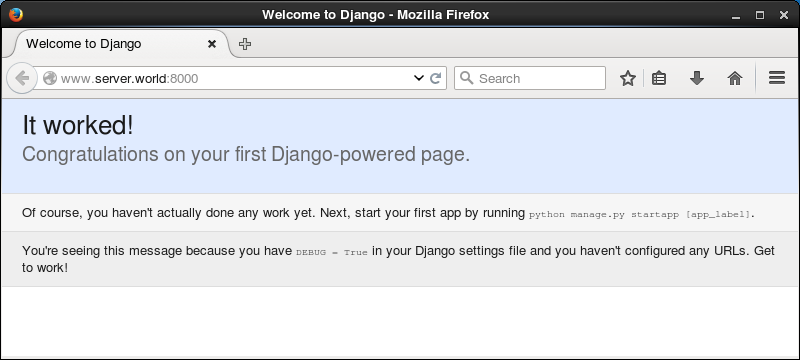 Welcome to Django - Mozilla Firefox
Welcome to Django
www.server.world:8000
Search
It worked!
Congratulations on your first Django-powered page.
Of course, you haven't actually done any work yet. Next, start your first app by running python manage.py startapp [app_label].
You're seeing this message because you have DEBUG = True in your Django settings file and you haven't configured any URLs. Get
to work!